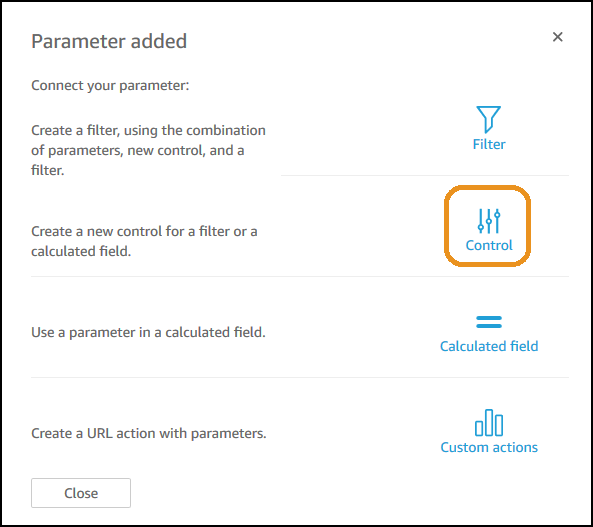 Parameter added
Connect your parameter:
Create a filter, using the combination
of parameters, new control, and a
filter.
Filter
Create a new control for a filter or a
calculated field.
Control
Use a parameter in a calculated field.
Calculated field
Create a URL action with parameters.
Custom actions
Close